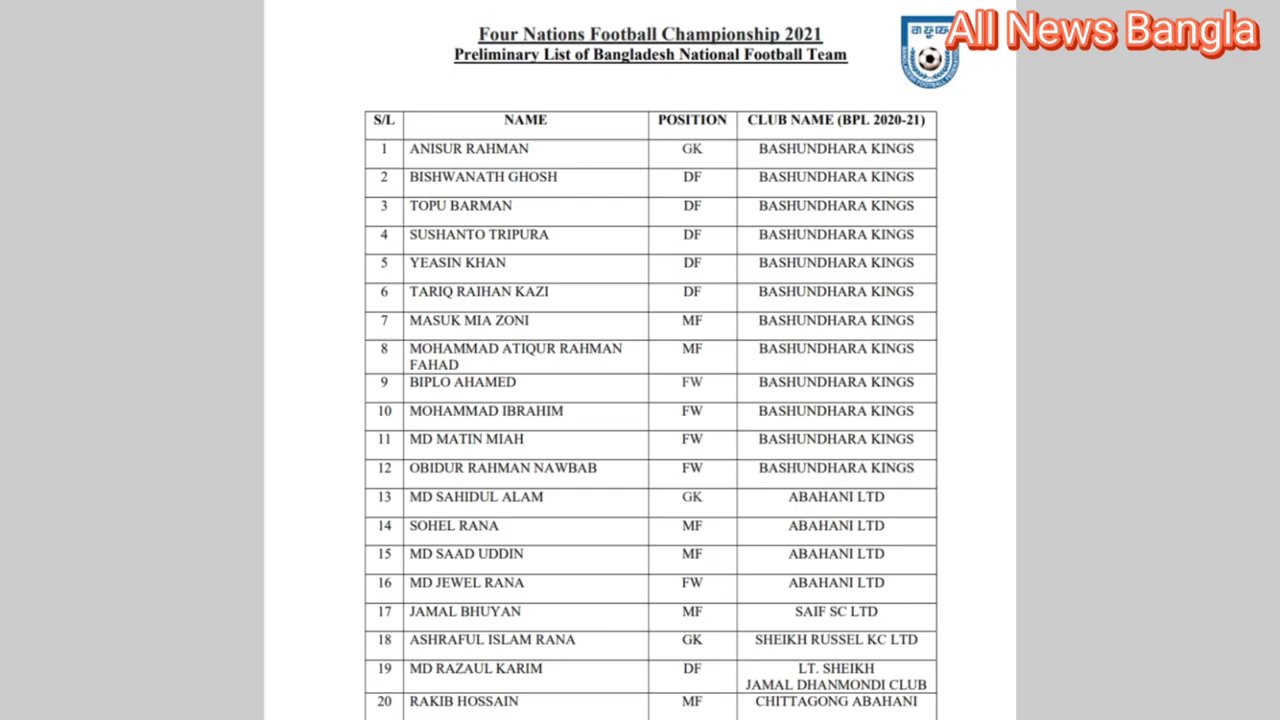 Four Nations Football Championship 2021
Preliminary List of Bangladesh National Football Team
All News Bangla
S/L NAME POSITION CLUB NAME (BPL 2020-21)
1 ANISUR RAHMAN GK BASHUNDHARA KINGS
2 BISHWANATH GHOSH DF BASHUNDHARA KINGS
3 TOPU BARMAN DF BASHUNDHARA KINGS
4 SUSHANTO TRIPURA DF BASHUNDHARA KINGS
5 YEASIN KHAN DF BASHUNDHARA KINGS
6 TARIQ RAIHAN KAZI DF BASHUNDHARA KINGS
7 MASUK MIA ZONI MF BASHUNDHARA KINGS
8 MOHAMMAD ATIQUR RAHMAN MF BASHUNDHARA KINGS
FAHAD
9 BIPLO AHAMED FW BASHUNDHARA KINGS
10 MOHAMMAD IBRAHIM FW BASHUNDHARA KINGS
11 MD MATIN MIAH FW BASHUNDHARA KINGS
12 OBIDUR RAHMAN NAWBAB FW BASHUNDHARA KINGS
13 MD SAHIDUL ALAM GK ABAHANI LTD
14 SOHEL RANA MF ABAHANI LTD
15 MD SAAD UDDIN MF ABAHANI LTD
16 MD JEWEL RANA FW ABAHANI LTD
17 JAMAL BHUYAN MF SAIF SC LTD
18 ASHRAFUL ISLAM RANA GK SHEIKH RUSSEL KC LTD
19 MD RAZAUL KARIM DF LT. SHEIKH
JAMAL DHANMONDI CLUB
20 RAKIB HOSSAIN MF CHITTAGONG ABAHANI